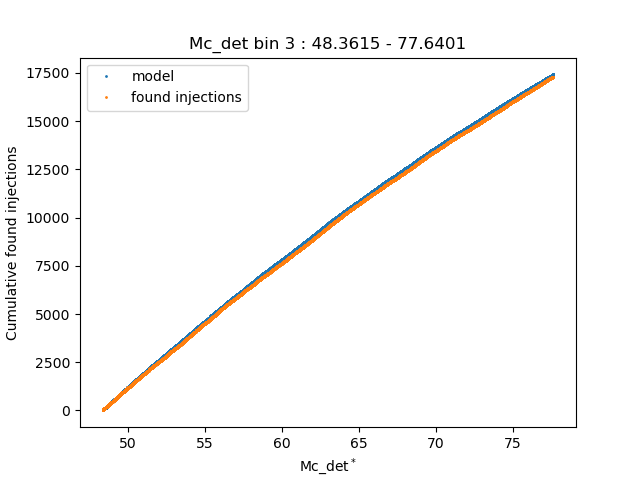 Mc_det bin 3 : 48.3615 - 77.6401
model
found injections
Cumulative found injections
17500
15000
12500
10000
7500
5000
2500
0
50
55
60
65
70
75
Mc_det*